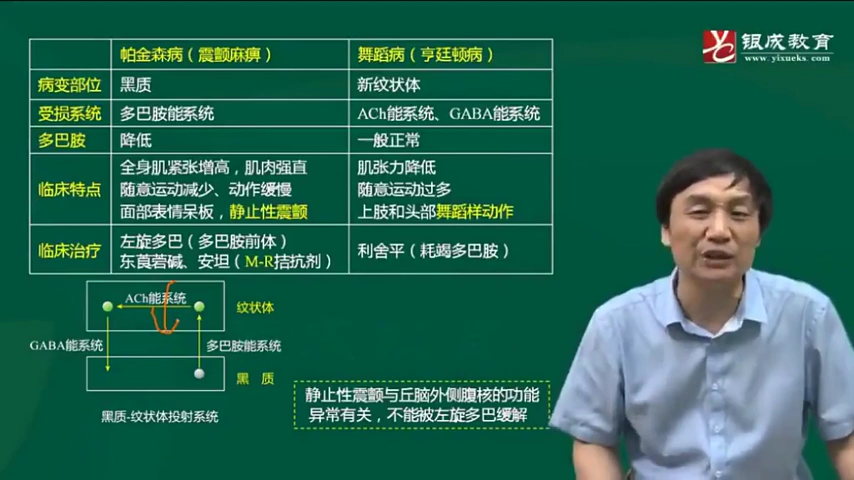 银成教育
www.yixueks.com
帕金森病（震颤麻痹） 舞蹈病（亨廷顿病）
病变部位 黑质 新纹状体
受损系统 多巴胺能系统 ACh能系统、GABA能系统
多巴胺 降低 一般正常
临床特点
全身肌紧张增高，肌肉强直
随意运动减少、动作缓慢
面部表情呆板，静止性震颤
肌张力降低
随意运动过多
上肢和头部舞蹈样动作
临床治疗
左旋多巴（多巴胺前体）
东莨菪碱、安坦（M-R拮抗剂）
利舍平（耗竭多巴胺）
ACh能系统
纹状体
GABA能系统 多巴胺能系统
黑 质
黑质-纹状体投射系统
静止性震颤与丘脑外侧腹核的功能
异常有关，不能被左旋多巴缓解